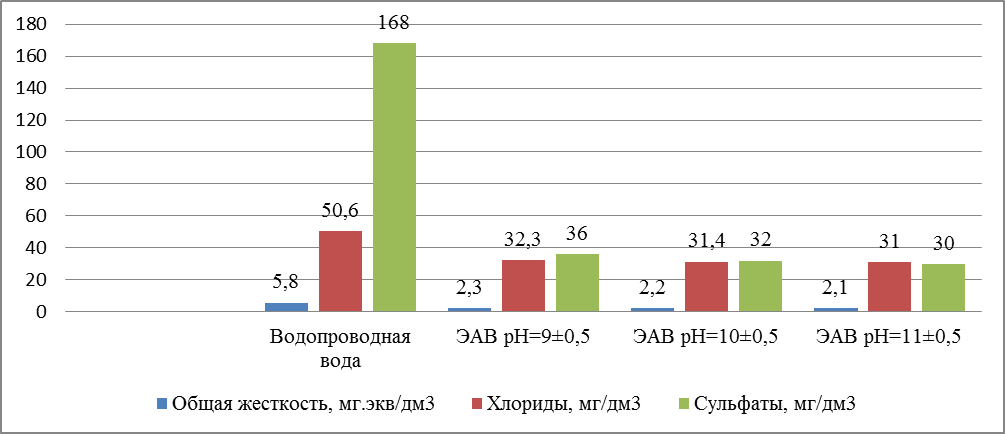 180
160
140
120
100
80
60
40
20
0
168
50,6
5,8
2,3
32,3
36
2,2
31,4
32
2,1
31
30
Водопроводная
вода
ЭАВ pH=9±0,5
ЭАВ pH=10±0,5
ЭАВ pH=11±0,5
Общая жесткость, мг.экв/дм3
Хлориды, мг/дм3
Сульфаты, мг/дм3